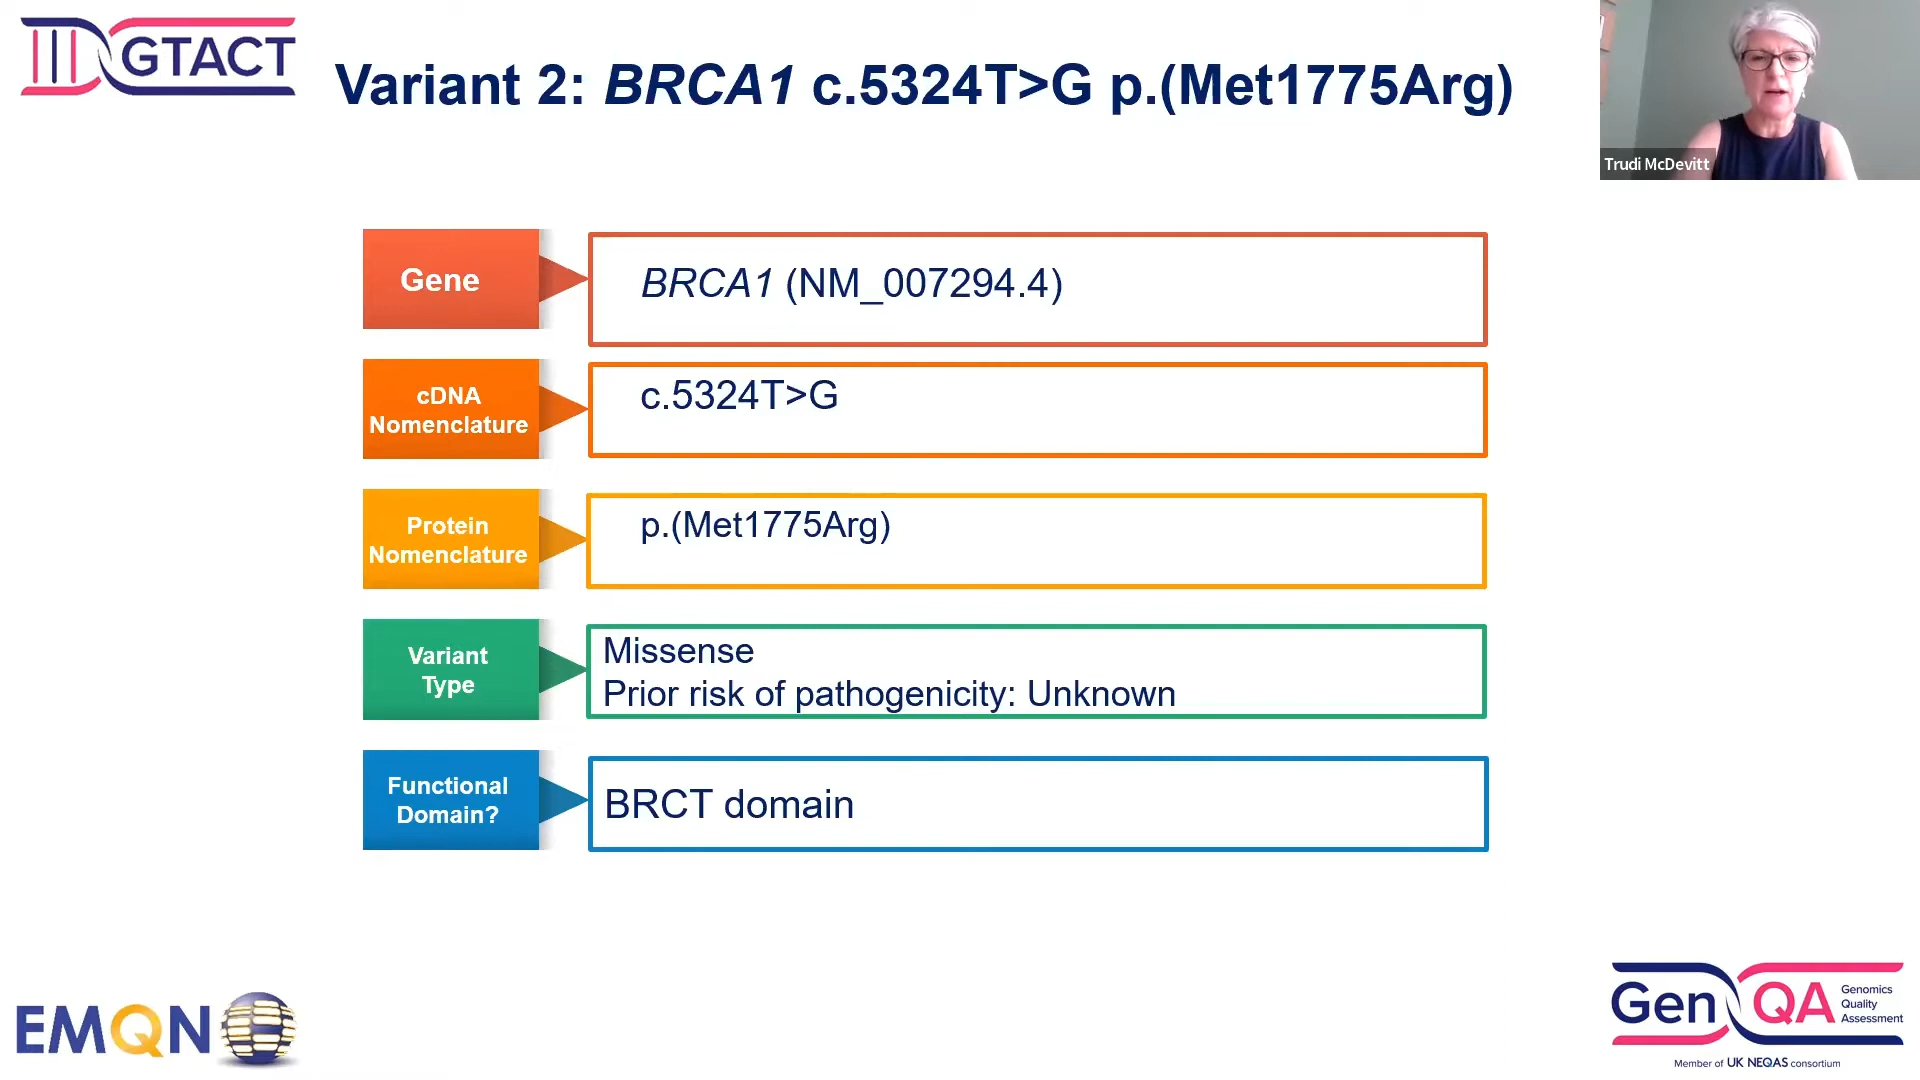 GTACT
Variant 2: BRCA1 c.5324T>G p.(Met1775Arg)
Trudi McDevitt
Gene
BRCA1 (NM_007294.4)
cDNA
Nomenclature
c.5324T>G
Protein
Nomenclature
p.(Met1775Arg)
Variant
Type
Missense
Prior risk of pathogenicity: Unknown
Functional
Domain?
BRCT domain
EMQN
GenQA
Genomics
Quality
Assessment
Member of UK NEQAS consortium